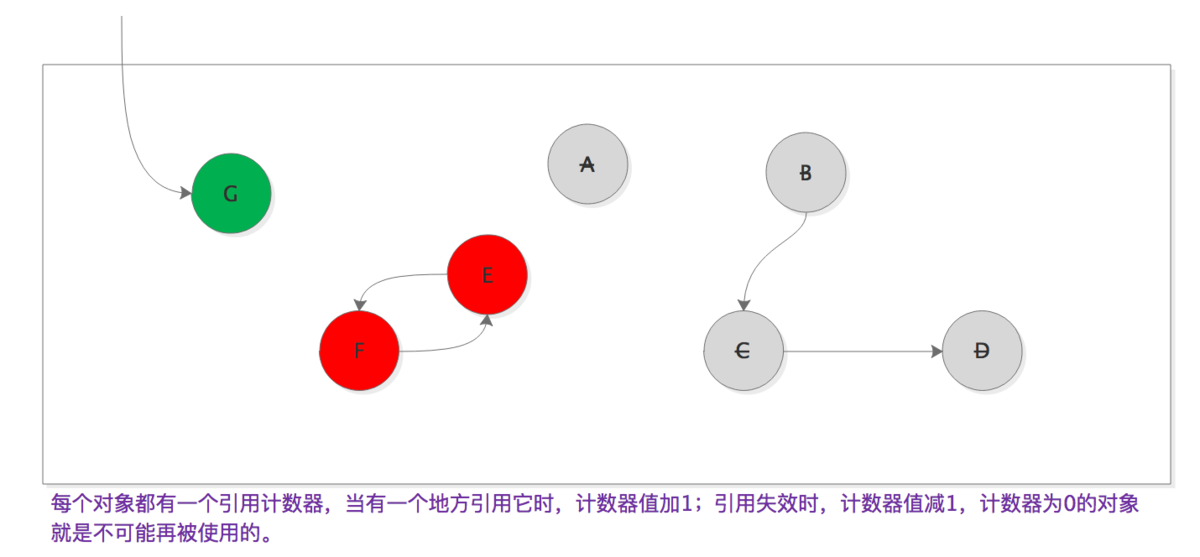 A
B
G
E
F
C
D
每个对象都有一个引用计数器，当有一个地方引用它时，计数器值加1；引用失效时，计数器值减1，计数器为0的对象
就是不可能再被使用的。